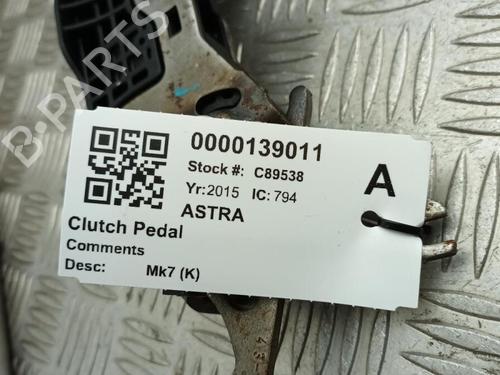 B-PARTS
0000139011
Stock #: C89538
A
Yr:2015 IC: 794
ASTRA
Clutch Pedal
Comments
Desc: Mk7 (K)